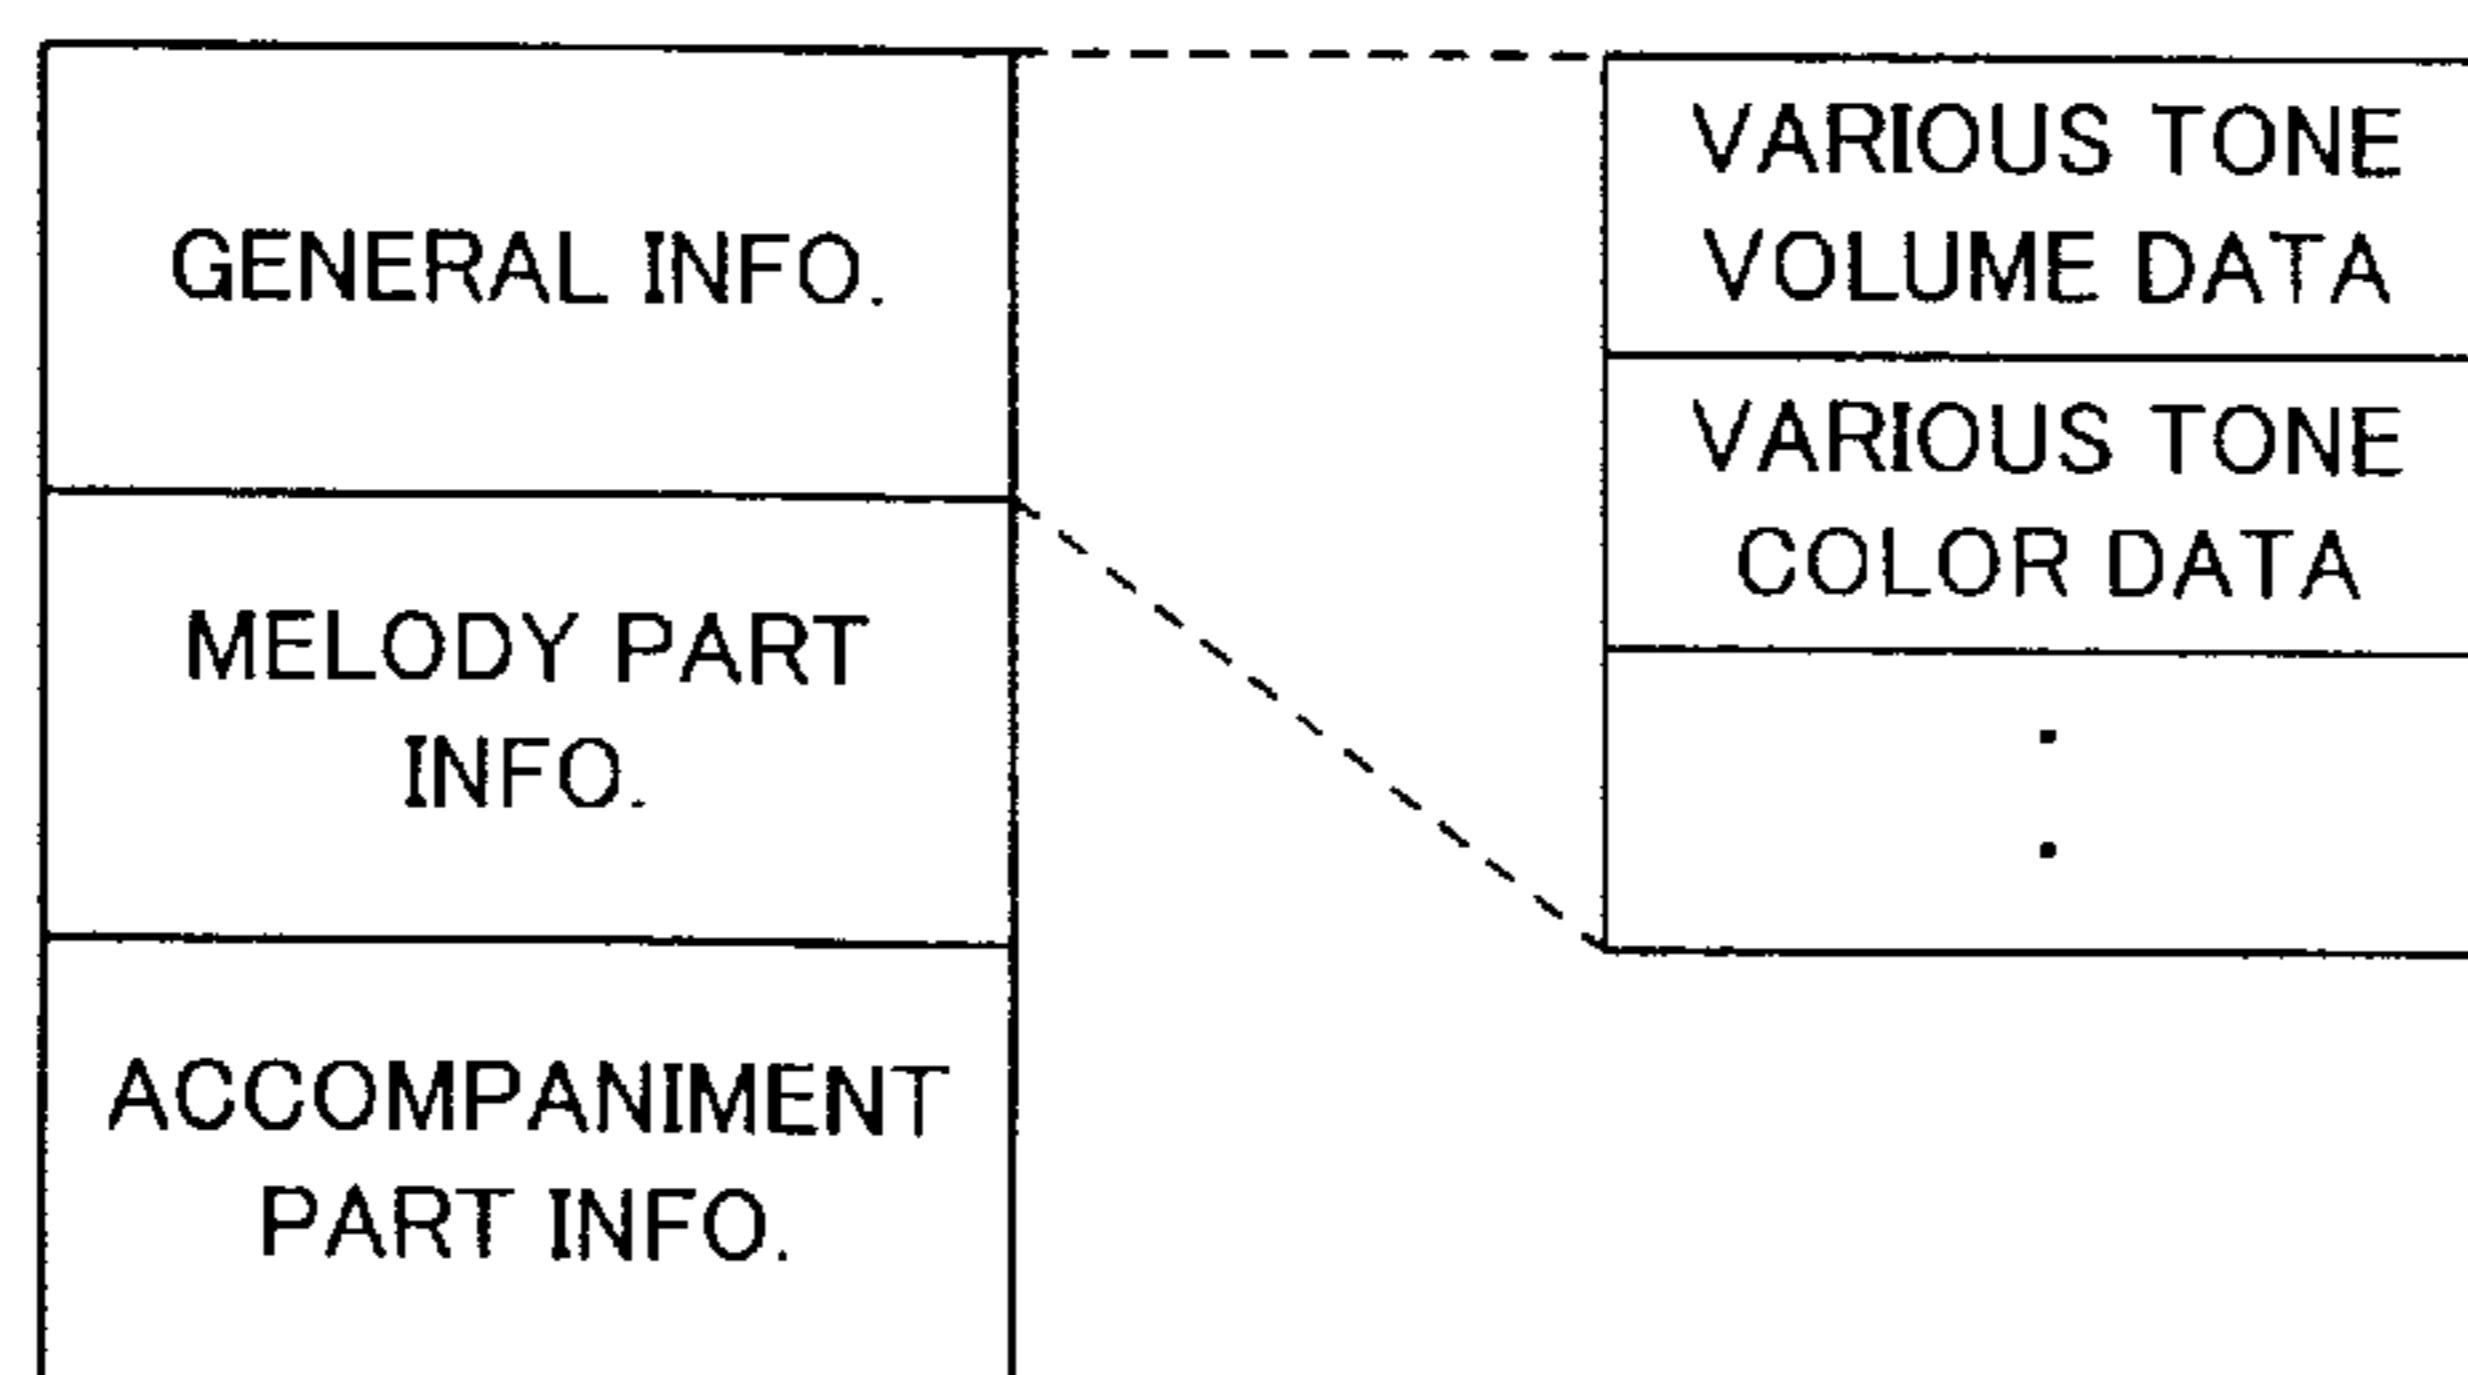 GENERAL INFO.
MELODY PART
INFO.
ACCOMPANIMENT
PART INFO.
VARIOUS TONE
VOLUME DATA
VARIOUS TONE
COLOR DATA